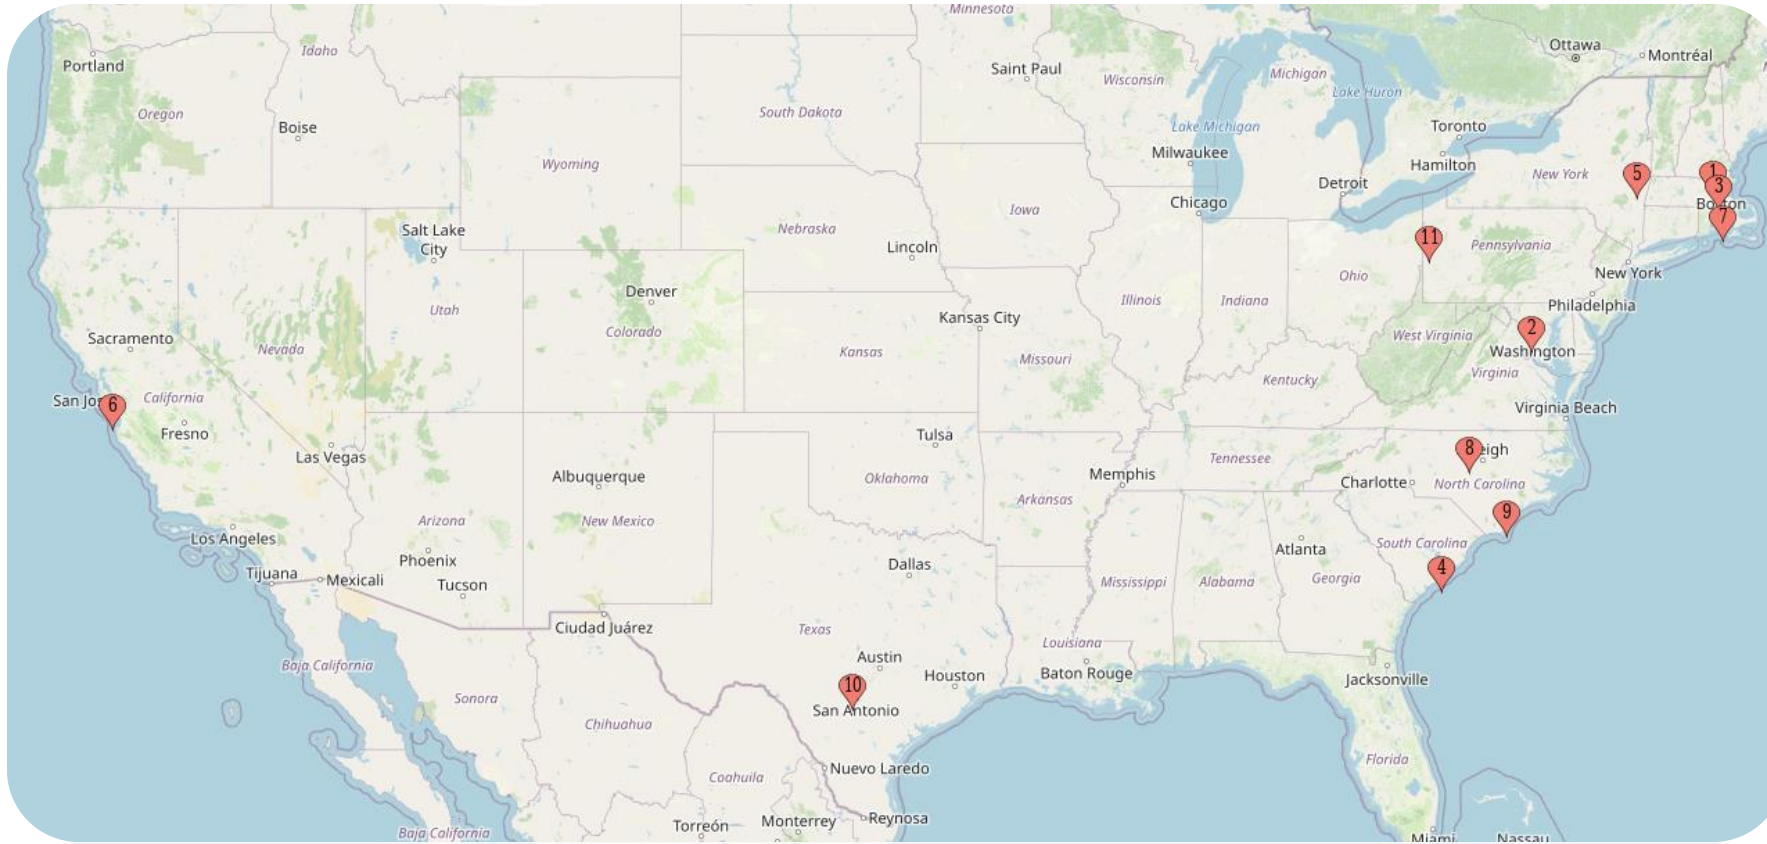 Minnesota
Ottawa
Montréal
Portland
Idaho
Saint Paul
Wisconsin
Michigan
Lake Huron
Oregon
Boise
South Dakota
Lake Michigan
Toronto
Milwaukee
Hamilton
Wyoming
Detroit
New York
5
1
3
Chicago
Boston
7
Iowa
Salt Lake
City
Nebraska
Lincoln
11
Pennsylvania
Ohio
New York
Denver
Utah
Colorado
Illinois
Indiana
Philadelphia
Kansas City
Sacramento
Nevada
Kansas
Missouri
West Virginia
2
Washington
Virginia
Kentucky
San Jo
6
California
Fresno
Virginia Beach
Las Vegas
Tulsa
Tennessee
8
eigh
Albuquerque
Oklahoma
Memphis
Charlotte
North Carolina
Arkansas
9
Arizona
New Mexico
Los Angeles
South Carolina
Phoenix
Dallas
Atlanta
4
Tijuana
Mexicali
Tucson
Mississippi
Alabama
Georgia
Ciudad Juárez
Texas
Louisiana
Baja California
Austin
Houston
Baton Rouge
Jacksonville
10
San Antonio
Sonora
Chihuahua
Florida
Coahuila
Nuevo Laredo
Torreón
Monterrey
Reynosa
Baja California
Miami
Nassau